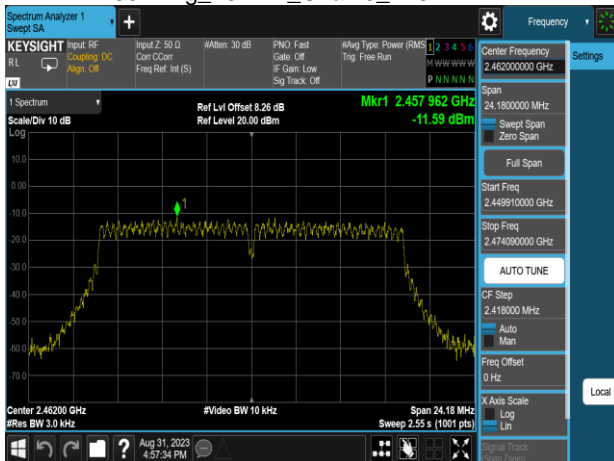 Spectrum Analyzer 1
Swept SA
+
Frequency
KEYSIGHT
RL
LXI
Input: RF
Coupling: DC
Align: Off
Input Z: 50 Ω
Corr CCorr
Freq Ref: Int (S)
#Atten: 30 dB
PNO: Fast
Gate: Off
IF Gain: Low
Sig Track: Off
#Avg Type: Power (RMS
Trig: Free Run
1 2 3 4 5 6
M W W W W W
P N N N N N
1 Spectrum
Scale/Div 10 dB
Log
Ref Lvl Offset 8.26 dB
Ref Level 20.00 dBm
Mkr1 2.457 962 GHz
-11.59 dBm
10.0
0.00
-10.0
-20.0
-30.0
-40.0
-50.0
-60.0
-70.0
1
Center 2.46200 GHz
#Res BW 3.0 kHz
#Video BW 10 kHz
Span 24.18 MHz
Sweep 2.55 s (1001 pts)
?
Aug 31, 2023
4:57:34 PM
Center Frequency
2.462000000 GHz
Span
24.1800000 MHz
Swept Span
Zero Span
Full Span
Start Freq
2.449910000 GHz
Stop Freq
2.474090000 GHz
AUTO TUNE
CF Step
2.418000 MHz
Auto
Man
Freq Offset
0 Hz
X Axis Scale
Log
Lin
Signal Track
(Span Zoom)
Settings
Local